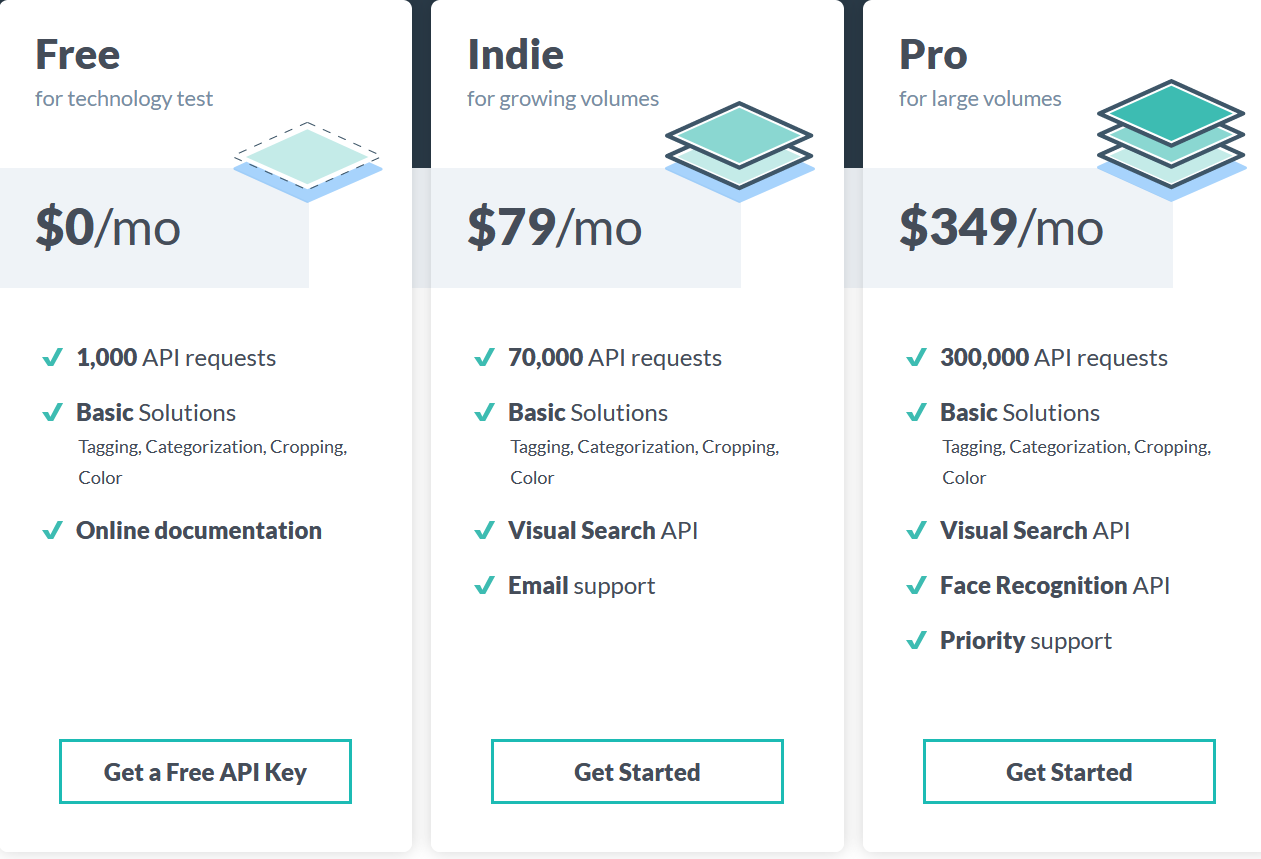 Free
for technology test
$0/mo
1,000 API requests
Basic Solutions
Tagging, Categorization, Cropping,
Color
Online documentation
Get a Free API Key
Indie
for growing volumes
$79/mo
70,000 API requests
Basic Solutions
Tagging, Categorization, Cropping,
Color
Visual Search API
Email support
Get Started
Pro
for large volumes
$349/mo
300,000 API requests
Basic Solutions
Tagging, Categorization, Cropping,
Color
Visual Search API
Face Recognition API
Priority support
Get Started